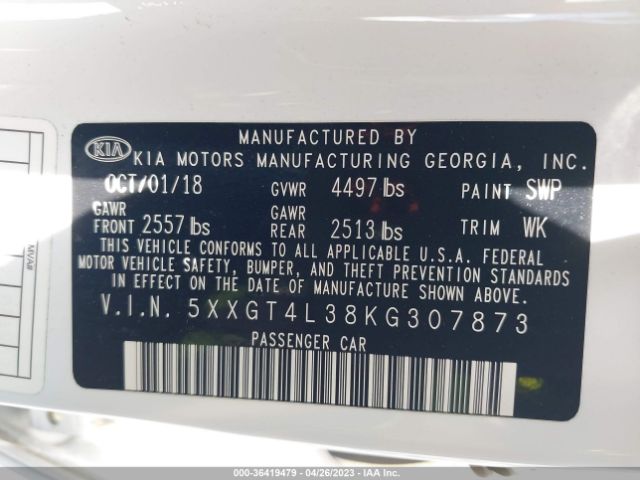 MANUFACTURED BY
KIA KIA MOTORS MANUFACTURING GEORGIA, INC.
OCT/01/18 GVWR 4497 lbs PAINT SWP
GAWR FRONT 2557 lbs GAWR REAR 2513 lbs TRIM WK
THIS VEHICLE CONFORMS TO ALL APPLICABLE U.S.A. FEDERAL
MOTOR VEHICLE SAFETY, BUMPER, AND THEFT PREVENTION STANDARDS
IN EFFECT ON THE DATE OF MANUFACTURE SHOWN ABOVE.
V.I.N. 5XXGT4L38KG307873
PASSENGER CAR
000-36419479 - 04/26/2023 - IAA Inc.